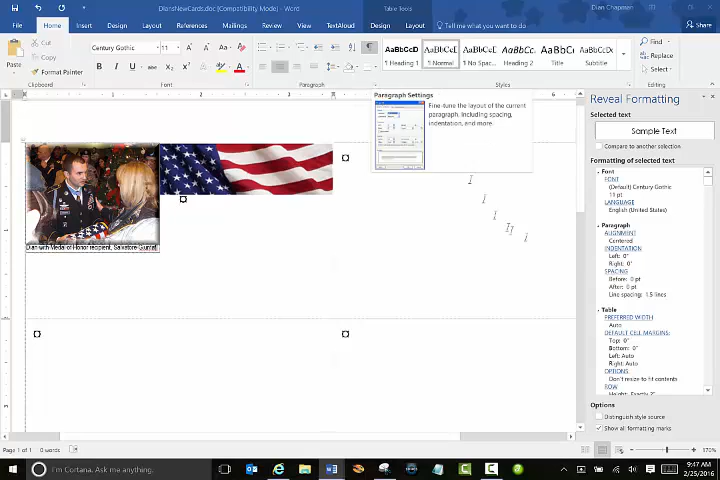 DiansNewCards.doc [Compatibility Mode] - Word
Table Tools
Dian Chapman
File Home Insert Design Layout References Mailings Review View TextAloud Design Layout Tell me what you want to do Share
Paste
Cut
Copy
Format Painter
Clipboard
Century Gothic 11
Font
Paragraph
AaBbCcD AaBbCcDd AaBbCcDd AaBbCc. AaBbCc AaBbCcDc
1 Heading 1 1 Normal 1 No Spac... Heading 2 Title Subtitle
Styles
Find
Replace
Select
Editing
Paragraph Settings
Fine-tune the layout of the current
paragraph, including spacing,
indentation, and more.
Dian with Medal of Honor recipient, Salvatore Giunta!
Reveal Formatting
Selected text
Sample Text
Compare to another selection
Formatting of selected text
Font
FONT
(Default) Century Gothic
11 pt
LANGUAGE
English (United States)
Paragraph
ALIGNMENT
Centered
INDENTATION
Left: 0"
Right: 0"
SPACING
Before: 0 pt
After: 0 pt
Line spacing: 1.5 lines
Table
PREFERRED WIDTH
Auto
DEFAULT CELL MARGINS:
Top: 0"
Bottom: 0"
Left: Auto
Right: Auto
OPTIONS
Don't resize to fit contents
ROW
Height: Exactly 2"
Options
Distinguish style source
Show all formatting marks
Page 1 of 1 0 words
170%
I'm Cortana. Ask me anything.
9:47 AM
2/25/2016